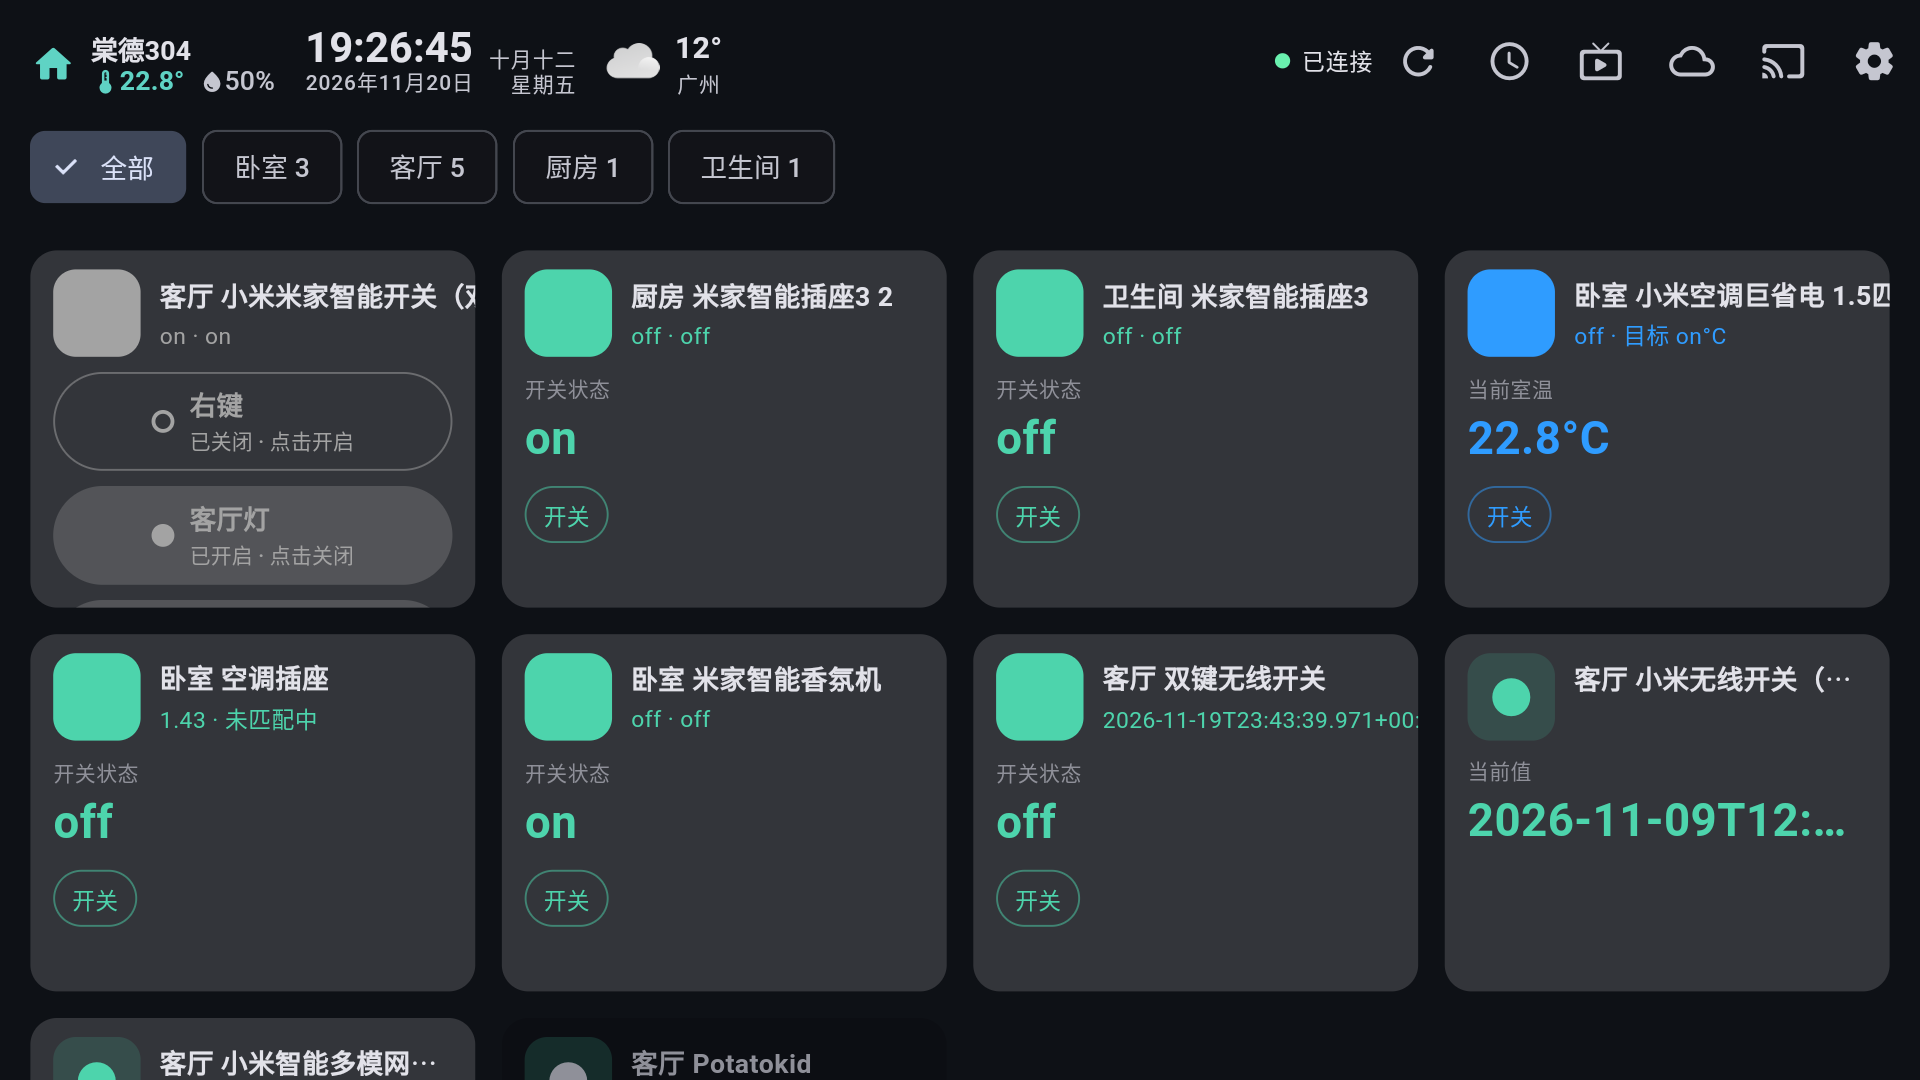 棠德304
22.8° 50%
19:26:45
2026年11月20日
十月十二
星期五
12°
广州
已连接
全部
卧室 3
客厅 5
厨房 1
卫生间 1
客厅 小米米家智能开关（双
on · on
右键
已关闭 · 点击开启
客厅灯
已开启 · 点击关闭
厨房 米家智能插座3 2
off · off
开关状态
on
开关
卫生间 米家智能插座3
off · off
开关状态
off
开关
卧室 小米空调巨省电 1.5匹
off · 目标 on°C
当前室温
22.8°C
开关
卧室 空调插座
1.43 · 未匹配中
开关状态
off
开关
卧室 米家智能香氛机
off · off
开关状态
on
开关
客厅 双键无线开关
2026-11-19T23:43:39.971+00:
开关状态
off
开关
客厅 小米无线开关（…
当前值
2026-11-09T12:...
客厅 小米智能多模网…
客厅 Potatokid